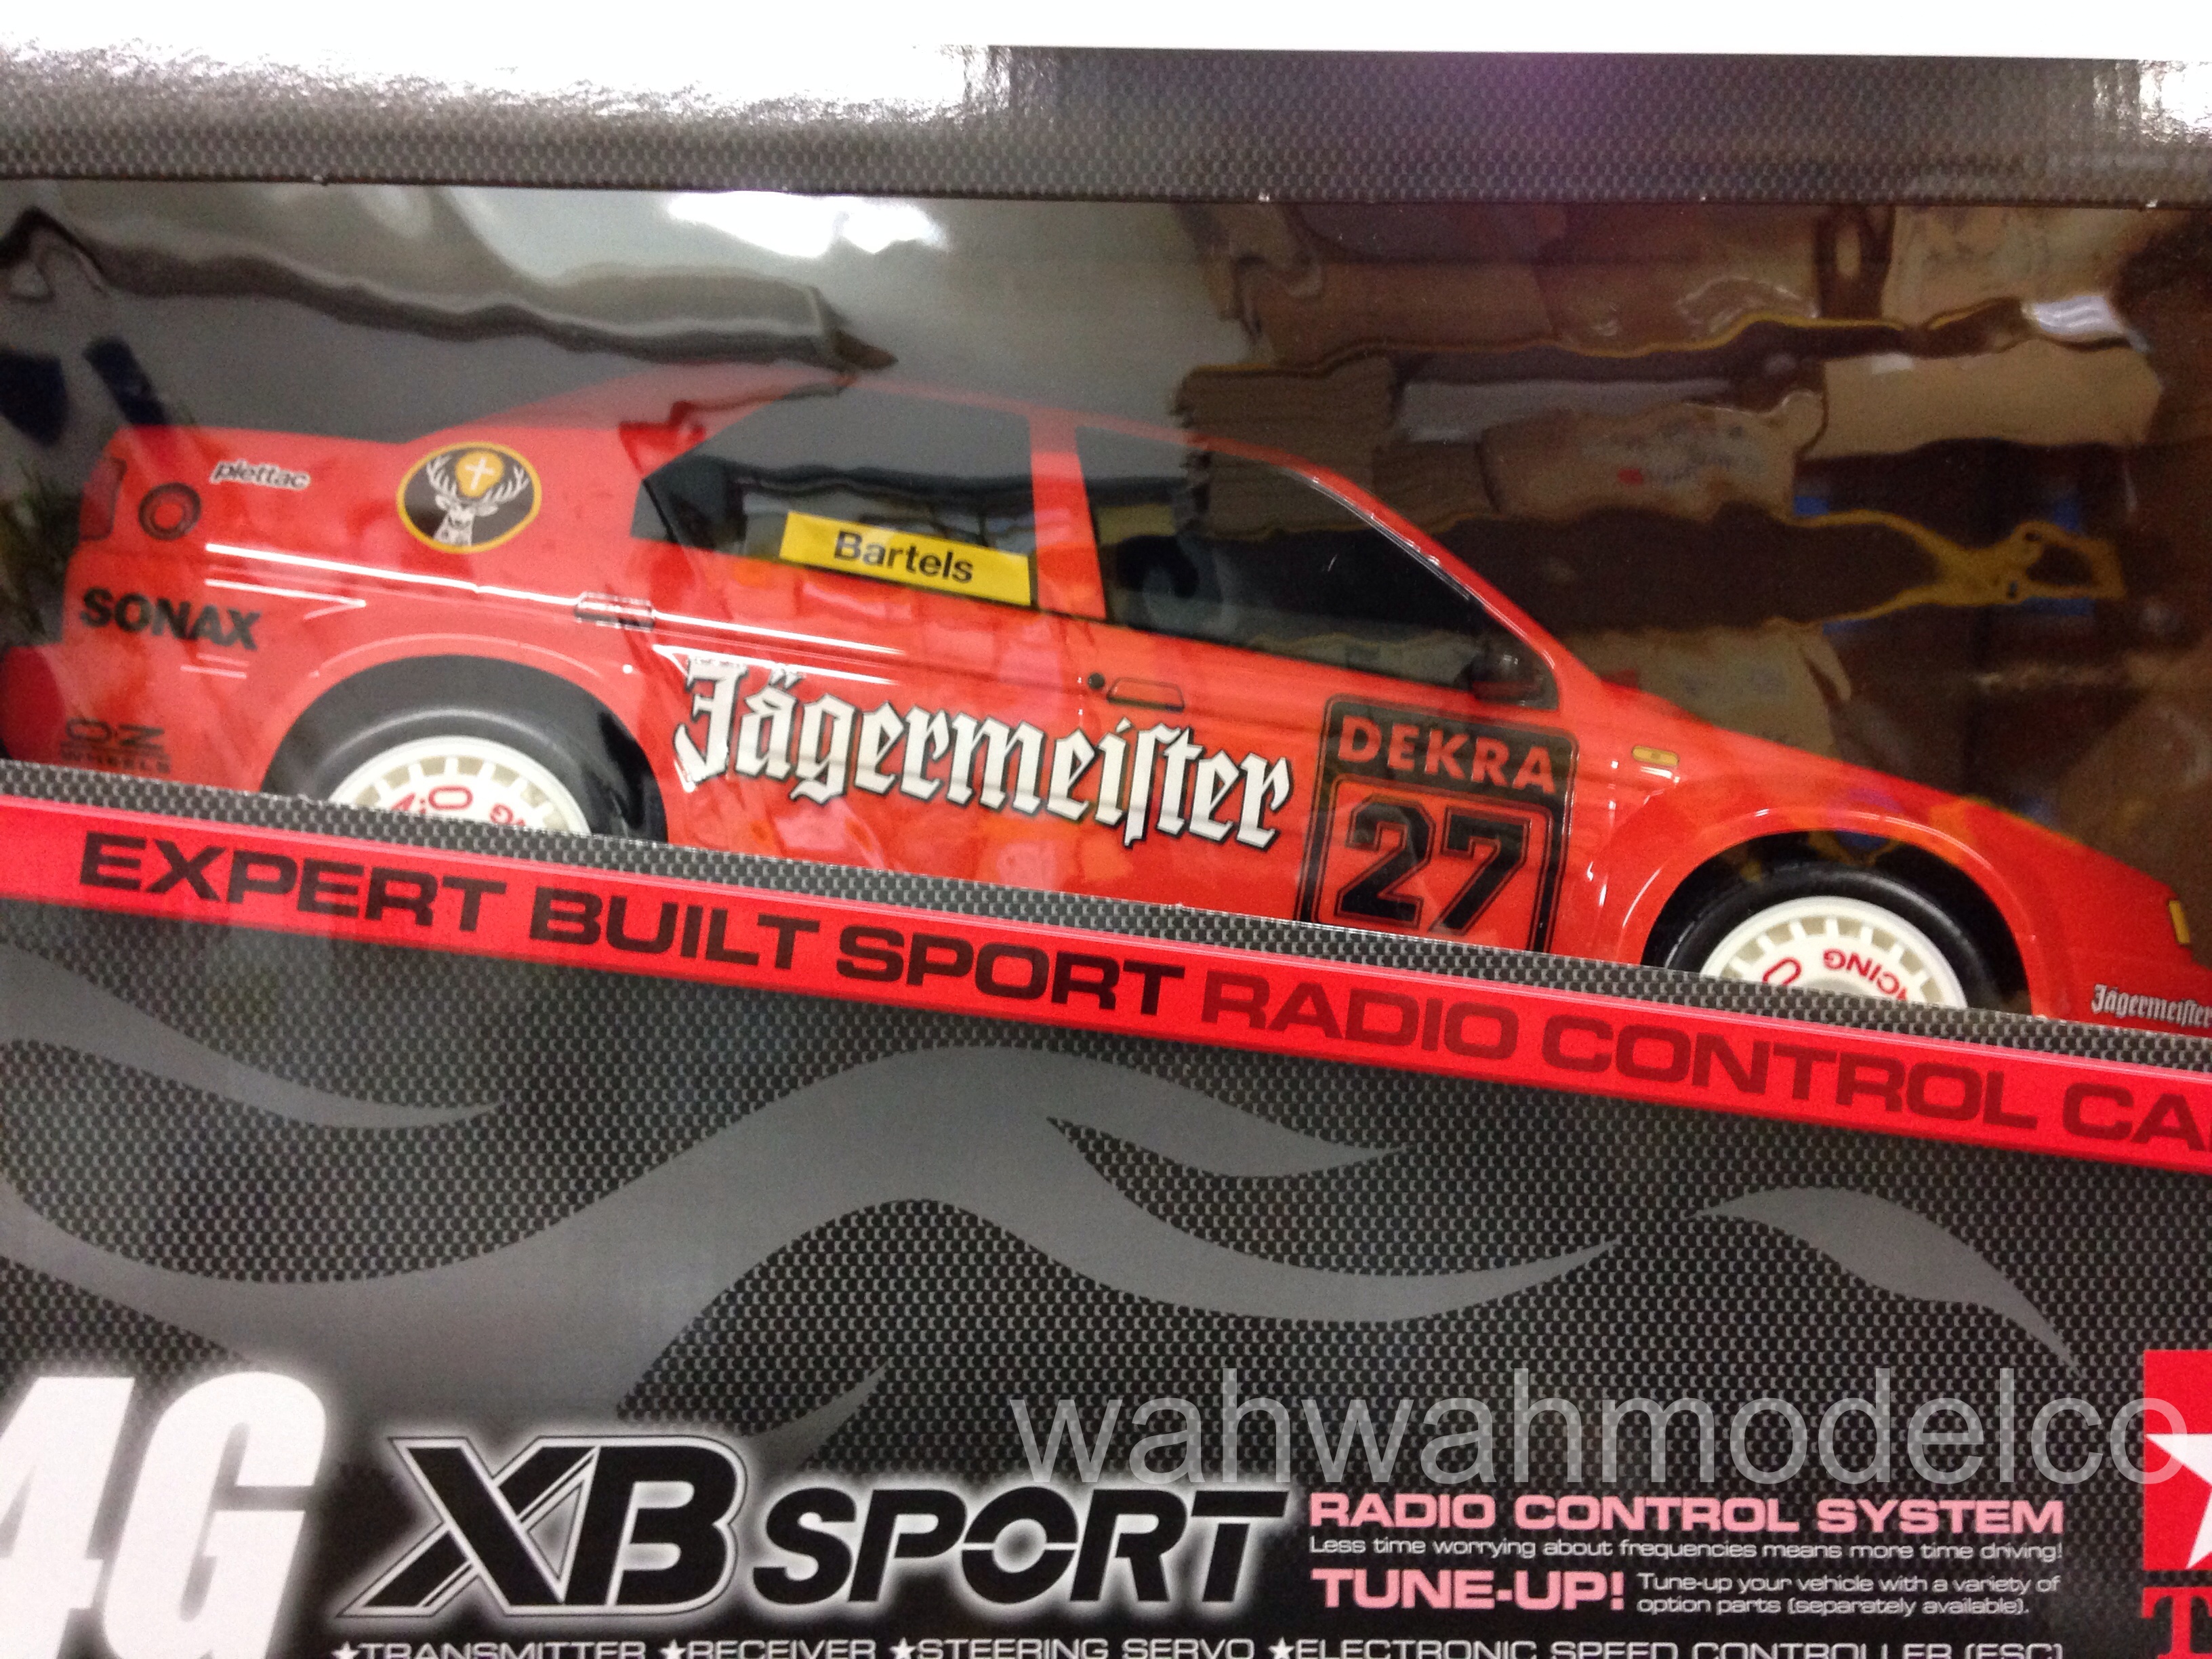 plettac
Bartels
SONAX
Jägermeiſter
DEKRA
27
OZ
WHEELS
Jägermeiſter
EXPERT BUILT SPORT RADIO CONTROL CA
wahwahmodelco
4G XB SPORT
RADIO CONTROL SYSTEM
Less time worrying about frequencies means more time driving!
TUNE-UP! Tune-up your vehicle with a variety of
option parts (separately available).
★TRANSMITTER ★RECEIVER ★STEERING SERVO ★ELECTRONIC SPEED CONTROLLER (ESC)